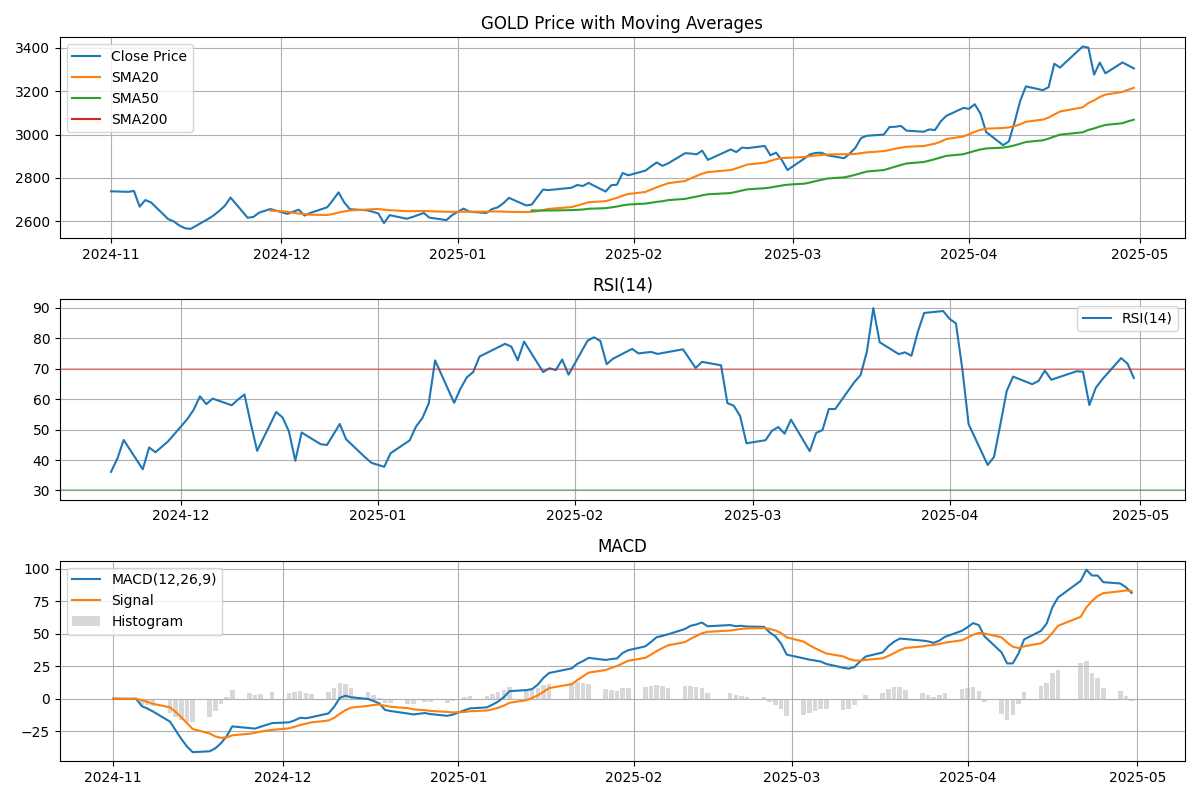 GOLD Price with Moving Averages
3400
3200
3000
2800
2600
Close Price
SMA20
SMA50
SMA200
2024-11 2024-12 2025-01 2025-02 2025-03 2025-04 2025-05
RSI(14)
90
80
70
60
50
40
30
RSI(14)
2024-12 2025-01 2025-02 2025-03 2025-04 2025-05
MACD
100
75
50
25
0
−25
MACD(12,26,9)
Signal
Histogram
2024-11 2024-12 2025-01 2025-02 2025-03 2025-04 2025-05